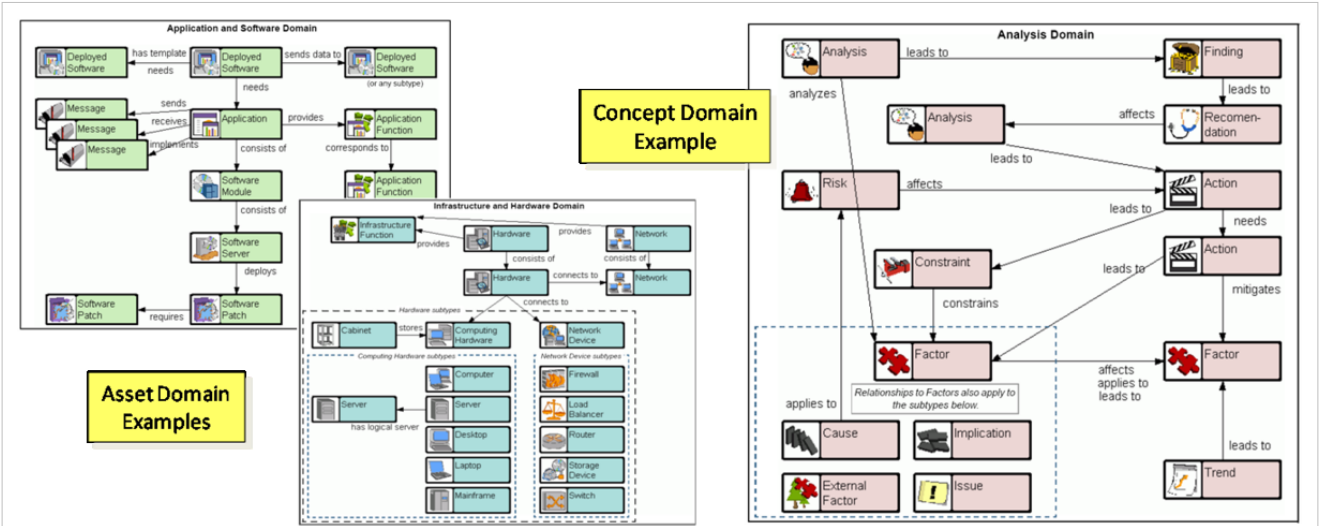 Application and Software Domain
Deployed
Software
has template
needs
Deployed
Software
sends data to
Deployed
Software
(or any subtype)
needs
Message
Message
Message
sends
receives
implements
Application
provides
Application
Function
consists of
corresponds to
Software
Module
Application
Function
consists of
Software
Server
deploys
Software
Patch
requires
Software
Patch
Asset Domain
Examples
Infrastructure and Hardware Domain
Infrastructure
Function
provides
Hardware
provides
Network
consists of
consists of
Hardware
connects to
Network
connects to
Hardware subtypes
Cabinet
stores
Computing
Hardware
Network
Device
Computing Hardware subtypes
Network Device subtypes
Computer
Firewall
Server
has logical server
Server
Load
Balancer
Desktop
Router
Laptop
Storage
Device
Mainframe
Switch
Concept Domain
Example
Analysis Domain
Analysis
leads to
Finding
analyzes
leads to
Analysis
affects
Recomen-
dation
leads to
Risk
affects
Action
leads to
needs
Constraint
leads to
Action
constrains
mitigates
Factor
affects
applies to
leads to
Factor
Relationships to Factors also apply to
the subtypes below.
applies to
Cause
Implication
leads to
External
Factor
Issue
Trend